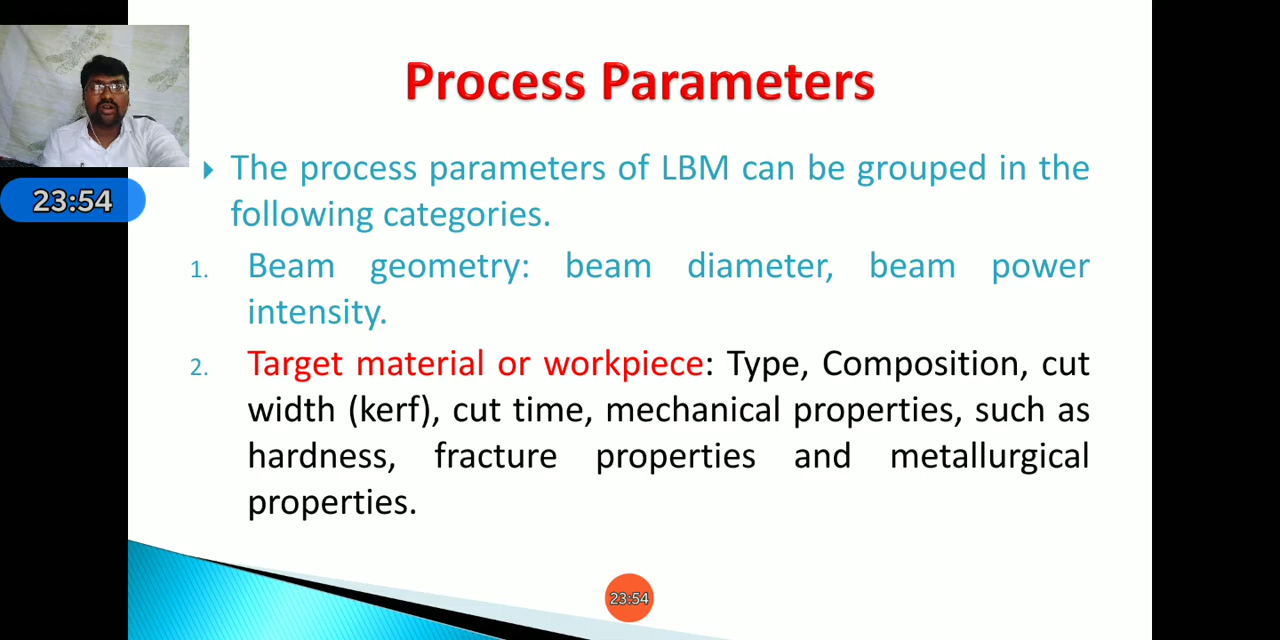 Process Parameters
The process parameters of LBM can be grouped in the
following categories.
23:54
1. Beam geometry: beam diameter, beam power
intensity.
2. Target material or workpiece: Type, Composition, cut
width (kerf), cut time, mechanical properties, such as
hardness, fracture properties and metallurgical
properties.
23:54